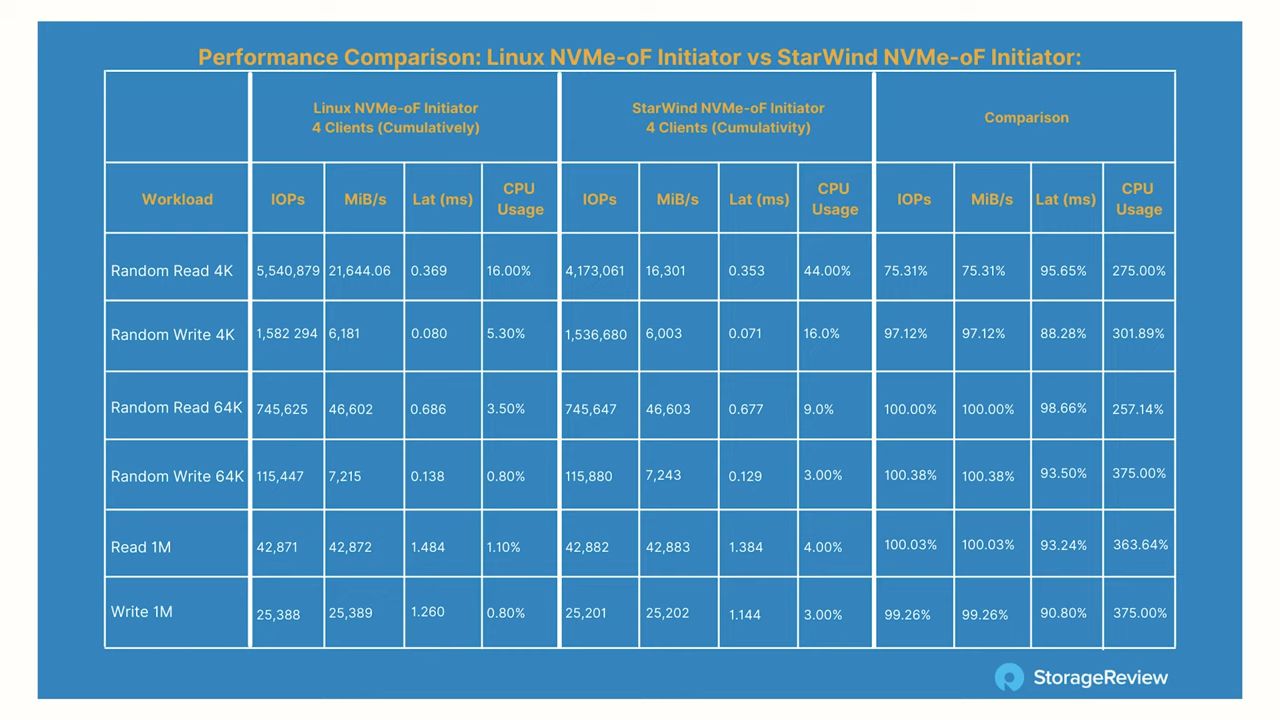 Performance Comparison: Linux NVMe-oF Initiator vs StarWind NVMe-oF Initiator:
Linux NVMe-oF Initiator
4 Clients (Cumulatively)
StarWind NVMe-oF Initiator
4 Clients (Cumulativity)
Comparison
Workload IOPs MiB/s Lat (ms) CPU Usage IOPs MiB/s Lat (ms) CPU Usage IOPs MiB/s Lat (ms) CPU Usage
Random Read 4K 5,540,879 21,644.06 0.369 16.00% 4,173,061 16,301 0.353 44.00% 75.31% 75.31% 95.65% 275.00%
Random Write 4K 1,582 294 6,181 0.080 5.30% 1,536,680 6,003 0.071 16.0% 97.12% 97.12% 88.28% 301.89%
Random Read 64K 745,625 46,602 0.686 3.50% 745,647 46,603 0.677 9.0% 100.00% 100.00% 98.66% 257.14%
Random Write 64K 115,447 7,215 0.138 0.80% 115,880 7,243 0.129 3.00% 100.38% 100.38% 93.50% 375.00%
Read 1M 42,871 42,872 1.484 1.10% 42,882 42,883 1.384 4.00% 100.03% 100.03% 93.24% 363.64%
Write 1M 25,388 25,389 1.260 0.80% 25,201 25,202 1.144 3.00% 99.26% 99.26% 90.80% 375.00%
StorageReview